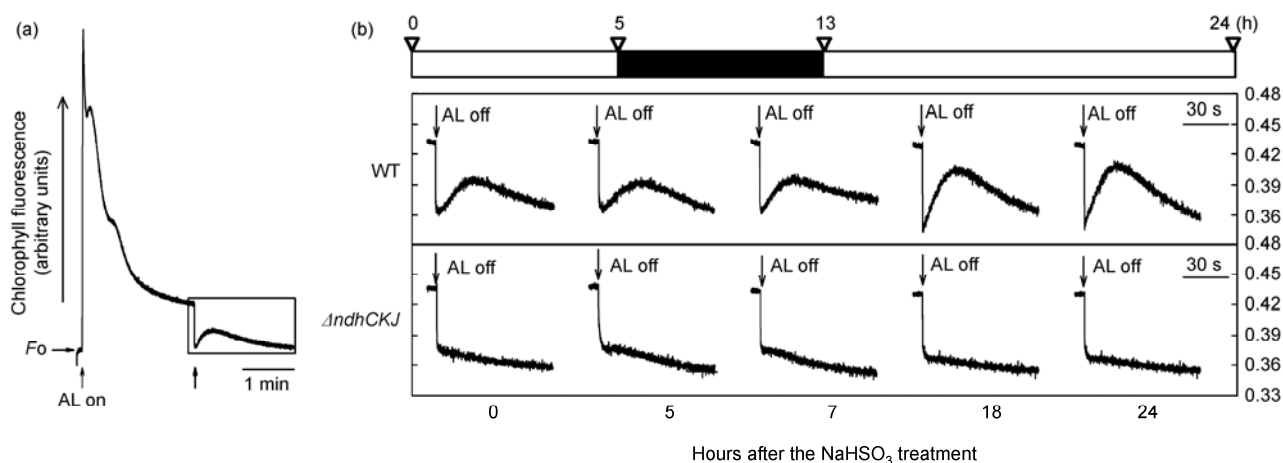 (a)
Chlorophyll fluorescence
(arbitrary units)
Fo
AL on
1 min
(b)
0 5 13 24 (h)
WT
AL off AL off AL off AL off AL off
30 s
0.48
0.45
0.42
0.39
0.36
0.48
ΔndhCKJ
AL off AL off AL off AL off AL off
30 s
0.45
0.42
0.39
0.36
0.33
0 5 7 18 24
Hours after the NaHSO₃ treatment